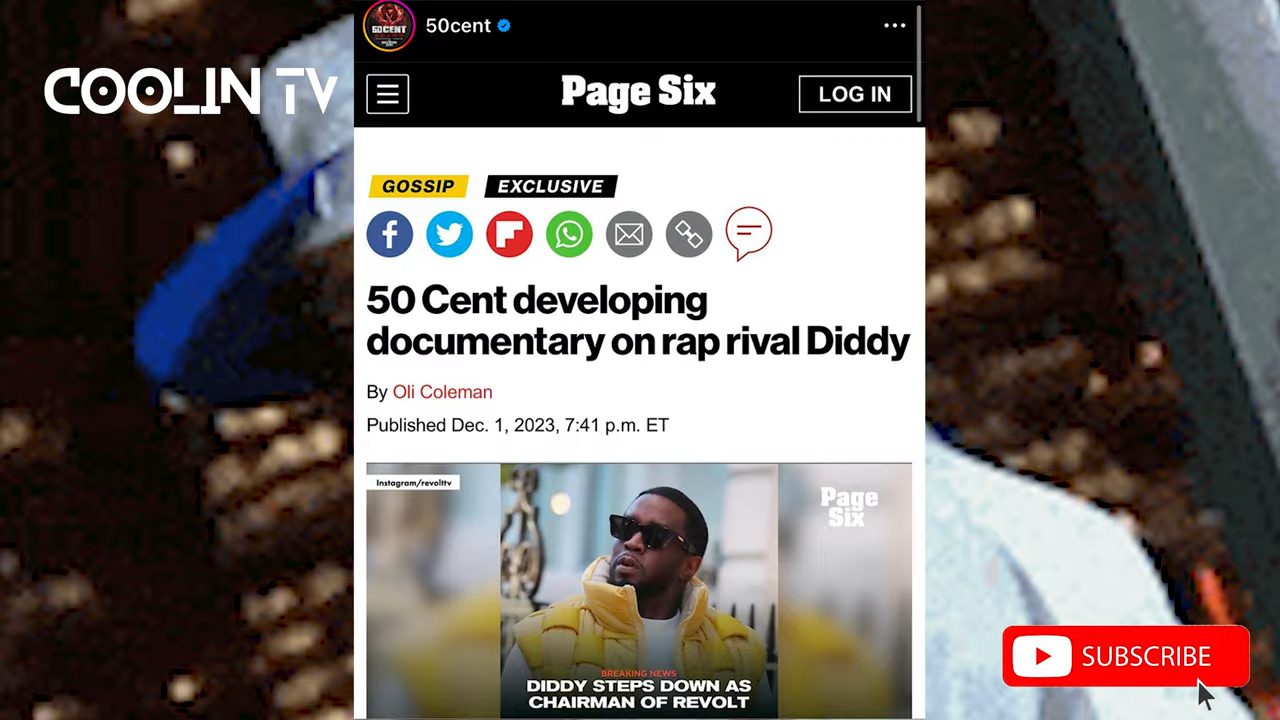 50cent
COOLIN TV
Page Six
LOG IN
GOSSIP
EXCLUSIVE
50 Cent developing
documentary on rap rival Diddy
By Oli Coleman
Published Dec. 1, 2023, 7:41 p.m. ET
Instagram/revolttv
Page
Six
BREAKING NEWS
DIDDY STEPS DOWN AS
CHAIRMAN OF REVOLT
SUBSCRIBE